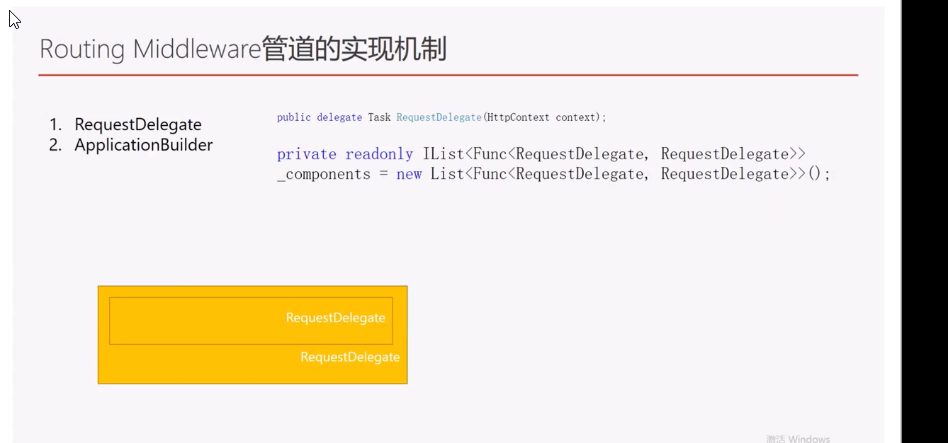 Routing Middleware管道的实现机制
1. RequestDelegate
2. ApplicationBuilder
public delegate Task RequestDelegate(HttpContext context);
private readonly IList<Func<RequestDelegate, RequestDelegate>>
_components = new List<Func<RequestDelegate, RequestDelegate>>();
RequestDelegate
RequestDelegate
激活 Windows